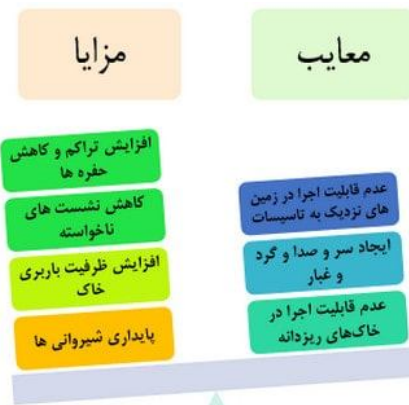 معایب
مزایا
عدم قابلیت اجرا در زمین
های نزدیک به تاسیسات
ایجاد سر و صدا و گرد
و غبار
عدم قابلیت اجرا در
خاک‌های ریزدانه
افزایش تراکم و کاهش
حفره ها
کاهش نشست های
ناخواسته
افزایش ظرفیت باربری
خاک
پایداری شیروانی ها